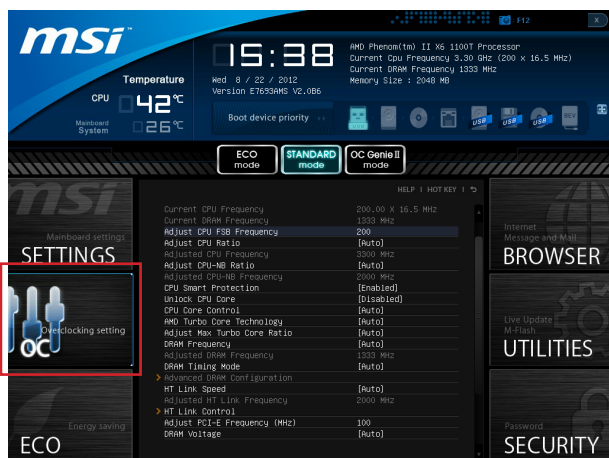 F12
X
msi
15:38
Wed 8 / 22 / 2012
Version E7693AMS V2.0B6
AMD Phenom(tm) II X6 1100T Processor
Current Cpu Frequency 3.30 GHz (200 x 16.5 MHz)
Current DRAM Frequency 1333 MHz
Memory Size : 2048 MB
Temperature
CPU 42°C
Mainboard
System 26°C
Boot device priority
USB USB USB USB BEV
ECO
mode
STANDARD
mode
OC Genie II
mode
HELP | HOT KEY |
msi
Mainboard settings
SETTINGS
Overclocking setting
OC
Energy saving
ECO
Current CPU Frequency 200.00 X 16.5 MHz
Current DRAM Frequency 1333 MHz
Adjust CPU FSB Frequency 200
Adjust CPU Ratio [Auto]
Adjusted CPU Frequency 3300 MHz
Adjust CPU-NB Ratio [Auto]
Adjusted CPU-NB Frequency 2000 MHz
CPU Smart Protection [Enabled]
Unlock CPU Core [Disabled]
CPU Core Control [Auto]
AMD Turbo Core Technology [Auto]
Adjust Max Turbo Core Ratio [Auto]
DRAM Frequency [Auto]
Adjusted DRAM Frequency 1333 MHz
DRAM Timing Mode [Auto]
> Advanced DRAM Configuration
HT Link Speed [Auto]
Adjusted HT Link Frequency 2000 MHz
> HT Link Control
Adjust PCI-E Frequency (MHz) 100
DRAM Voltage [Auto]
Internet
Message and Mail
BROWSER
Live Update
M-Flash
UTILITIES
Password
SECURITY